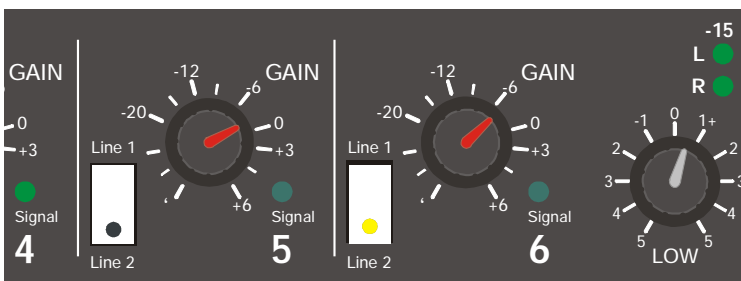 GAIN
0
+3
Signal
4
-20
-12
-6
GAIN
0
+3
+6
Line 1
Line 2
Signal
5
-20
-12
-6
GAIN
0
+3
+6
Line 1
Line 2
Signal
6
-15
L
R
-1 0 1+
2 2
3 3
4 4
5 5
LOW